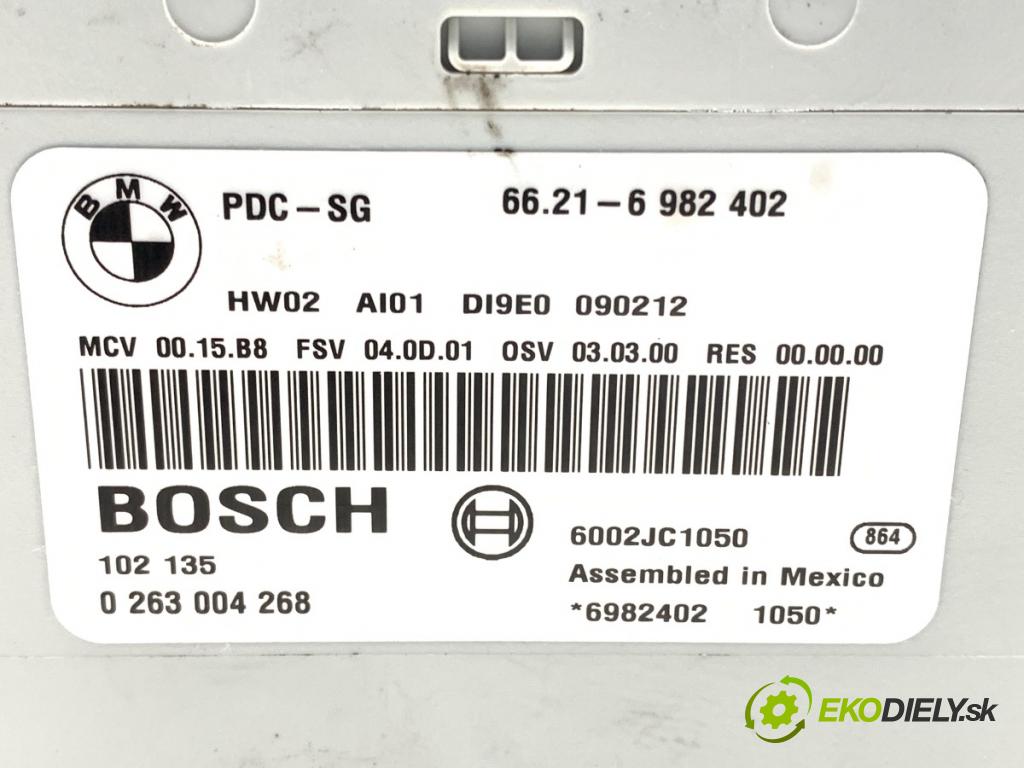 BMW
PDC-SG 66.21-6 982 402
HW02 AI01 DI9E0 090212
MCV 00.15.B8 FSV 04.0D.01 OSV 03.03.00 RES 00.00.00
BOSCH
102 135
0 263 004 268
6002JC1050 864
Assembled in Mexico
*6982402 1050*
EKODIELY.sk